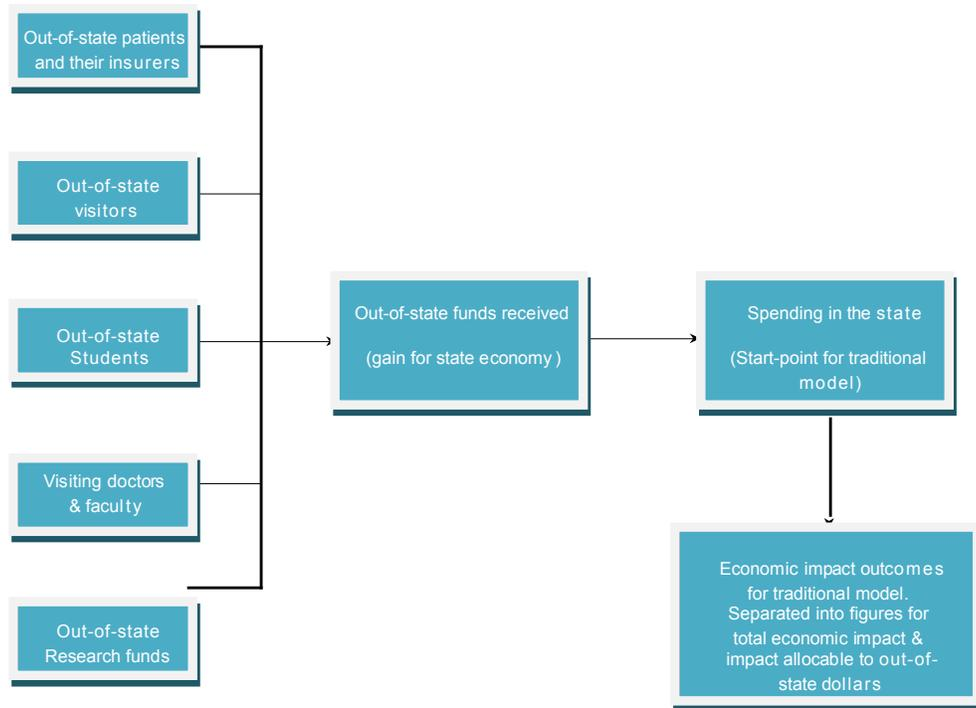 Out-of-state patients
and their insurers
Out-of-state
visitors
Out-of-state
Students
Visiting doctors
& faculty
Out-of-state
Research funds
Out-of-state funds received
(gain for state economy)
Spending in the state
(Start-point for traditional
model)
Economic impact outcomes
for traditional model.
Separated into figures for
total economic impact &
impact allocable to out-of-
state dollars